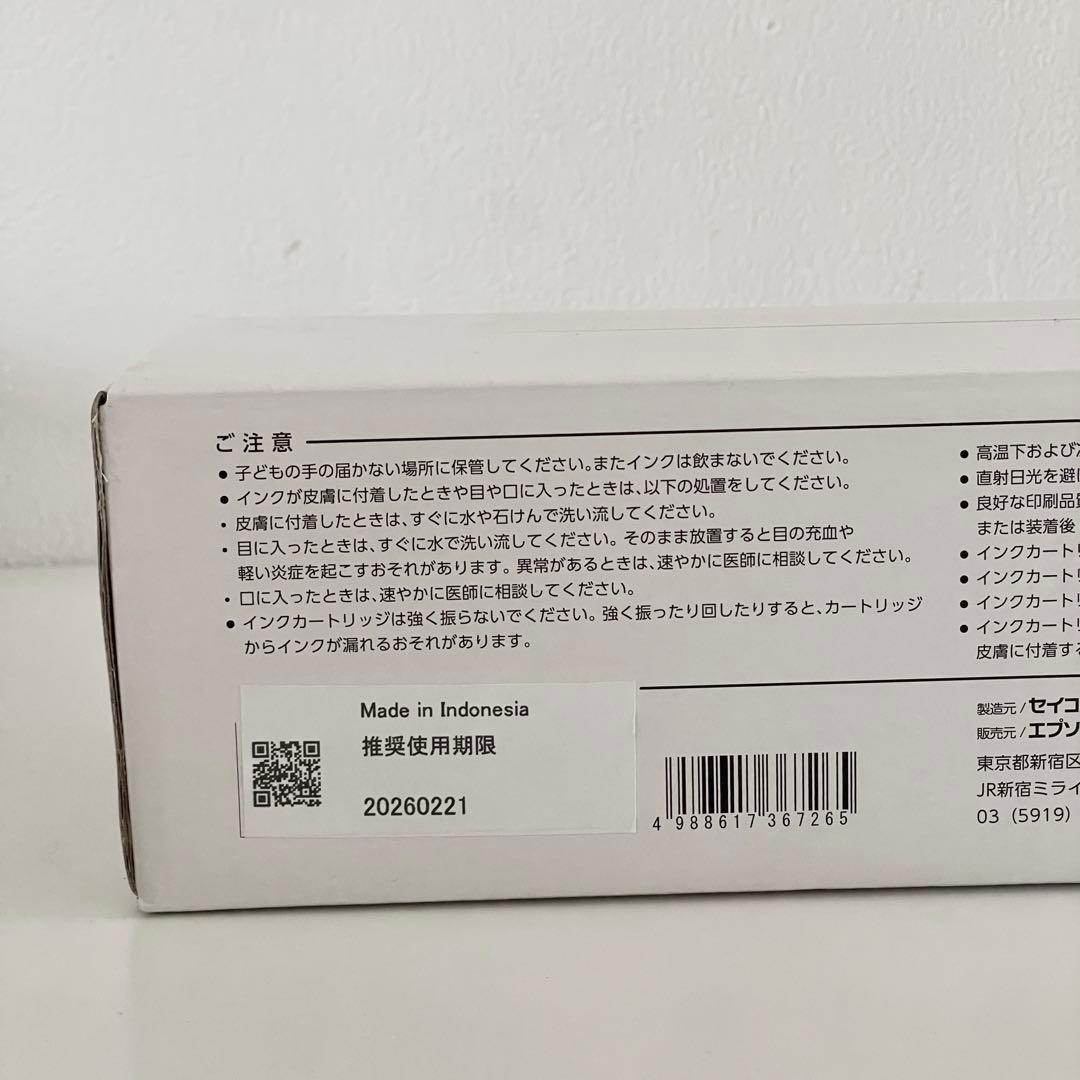 ご注意
● 子どもの手の届かない場所に保管してください。またインクは飲まないでください。
● インクが皮膚に付着したときや目や口に入ったときは、以下の処置をしてください。
・ 皮膚に付着したときは、すぐに水や石けんで洗い流してください。
・ 目に入ったときは、すぐに水で洗い流してください。そのまま放置すると目の充血や
軽い炎症を起こすおそれがあります。異常があるときは、速やかに医師に相談してください。
・ 口に入ったときは、速やかに医師に相談してください。
● インクカートリッジは強く振らないでください。強く振ったり回したりすると、カートリッジ
からインクが漏れるおそれがあります。
● 高温下および
● 直射日光を避
● 良好な印刷品質
または装着後
● インクカートリ
● インクカートリ
● インクカートリ
● インクカートリ
皮膚に付着する
Made in Indonesia
推奨使用期限
20260221
4 988617 367265
製造元 / セイコ
販売元 / エプソ
東京都新宿区
JR新宿ミライ
03 (5919)